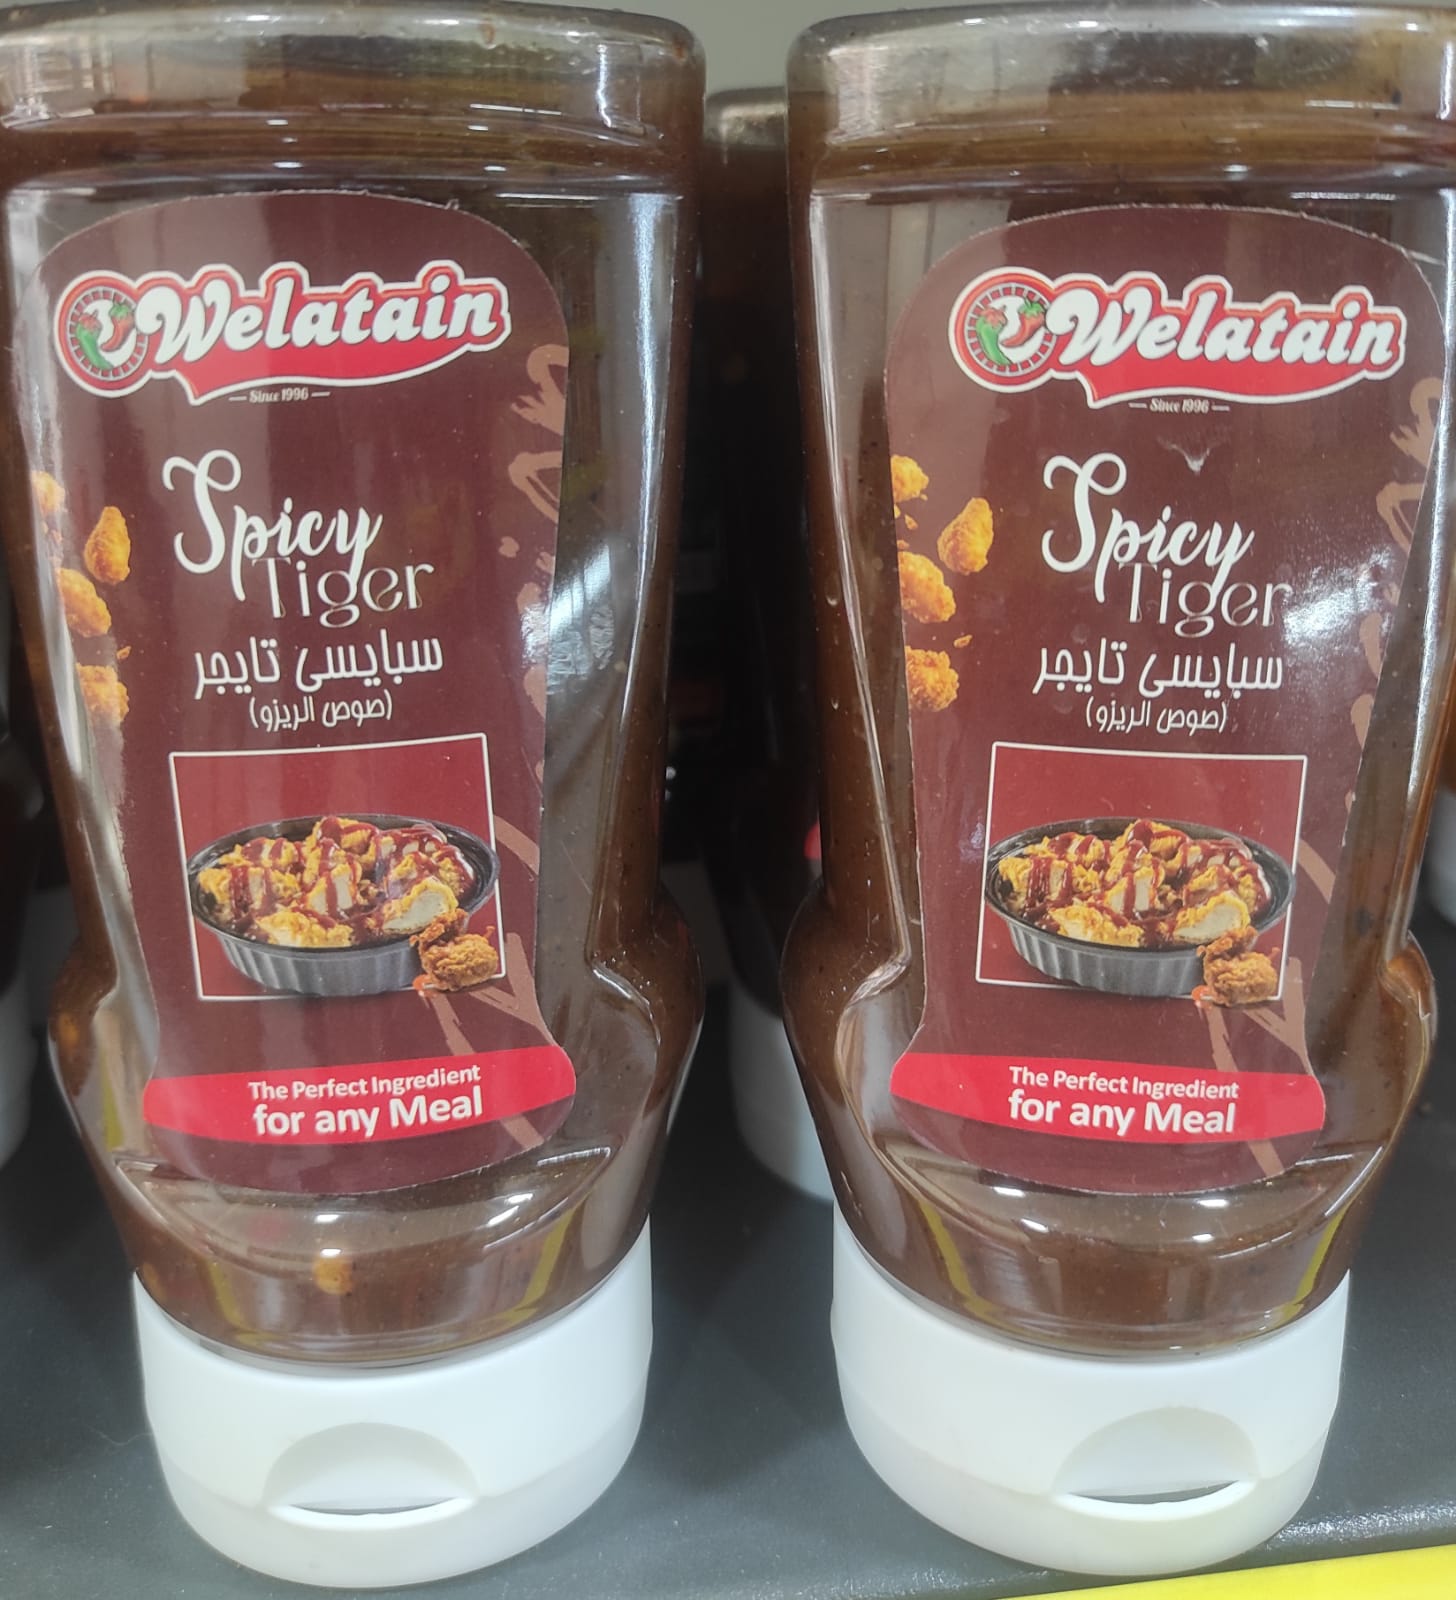 Welatain
Since 1996
Spicy
Tiger
سبايسى تايجر
(صوص الريزو)
The Perfect Ingredient
for any Meal
Welatain
Since 1996
Spicy
Tiger
سبايسى تايجر
(صوص الريزو)
The Perfect Ingredient
for any Meal